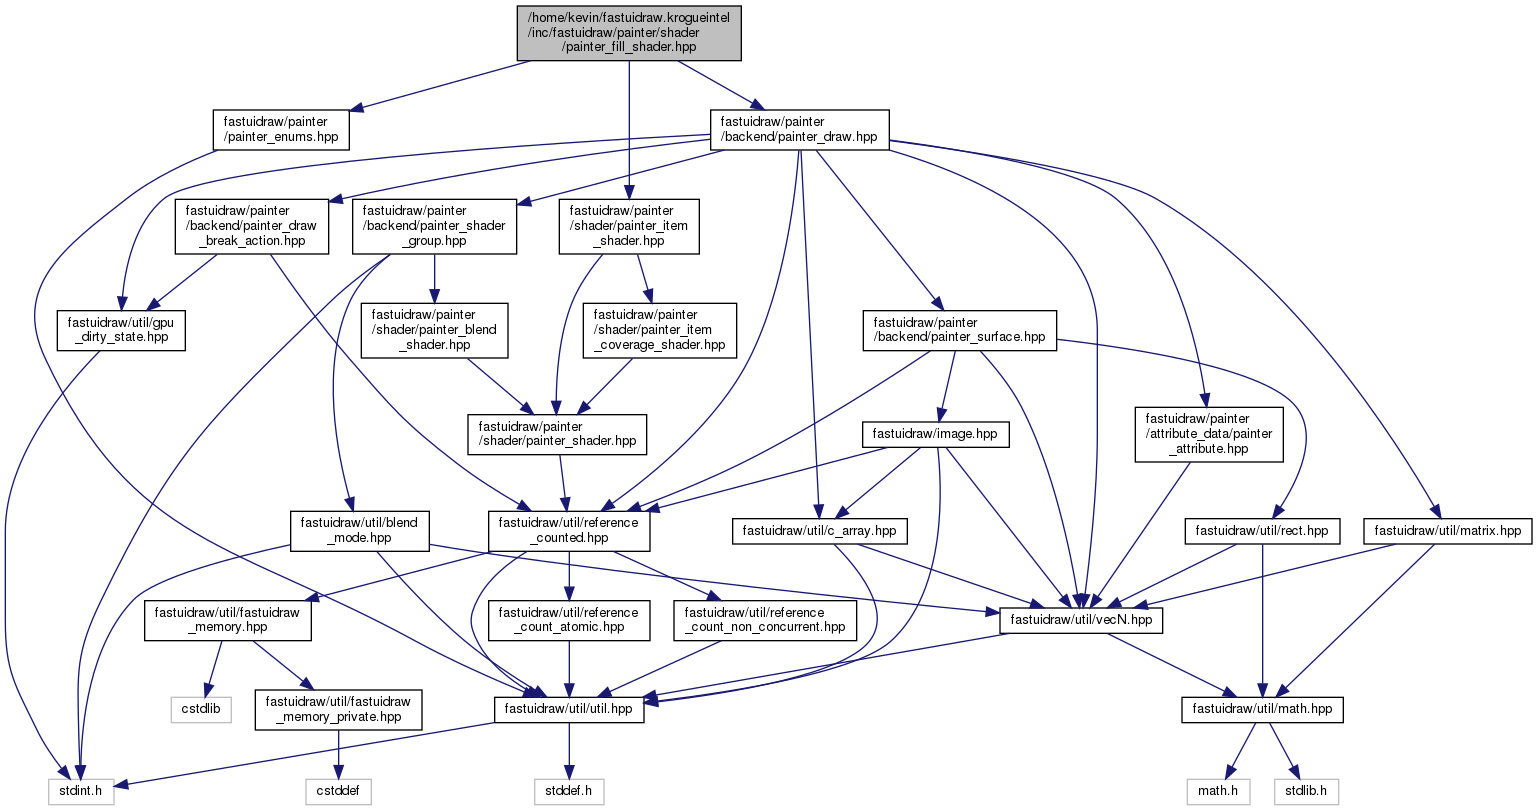 /home/kevin/fastuidraw.krogueintel
/inc/fastuidraw/painter/shader
/painter_fill_shader.hpp
fastuidraw/painter
/painter_enums.hpp
fastuidraw/painter
/backend/painter_draw.hpp
fastuidraw/painter
/backend/painter_draw
_break_action.hpp
fastuidraw/painter
/backend/painter_shader
_group.hpp
fastuidraw/painter
/shader/painter_item
_shader.hpp
fastuidraw/util/gpu
_dirty_state.hpp
fastuidraw/painter
/shader/painter_blend
_shader.hpp
fastuidraw/painter
/shader/painter_item
_coverage_shader.hpp
fastuidraw/painter
/backend/painter_surface.hpp
fastuidraw/painter
/shader/painter_shader.hpp
fastuidraw/image.hpp
fastuidraw/painter
/attribute_data/painter
_attribute.hpp
fastuidraw/util/blend
_mode.hpp
fastuidraw/util/reference
_counted.hpp
fastuidraw/util/c_array.hpp
fastuidraw/util/rect.hpp
fastuidraw/util/matrix.hpp
fastuidraw/util/fastuidraw
_memory.hpp
fastuidraw/util/reference
_count_atomic.hpp
fastuidraw/util/reference
_count_non_concurrent.hpp
fastuidraw/util/vecN.hpp
cstdlib
fastuidraw/util/fastuidraw
_memory_private.hpp
fastuidraw/util/util.hpp
fastuidraw/util/math.hpp
stdint.h
cstddef
stddef.h
math.h
stdlib.h